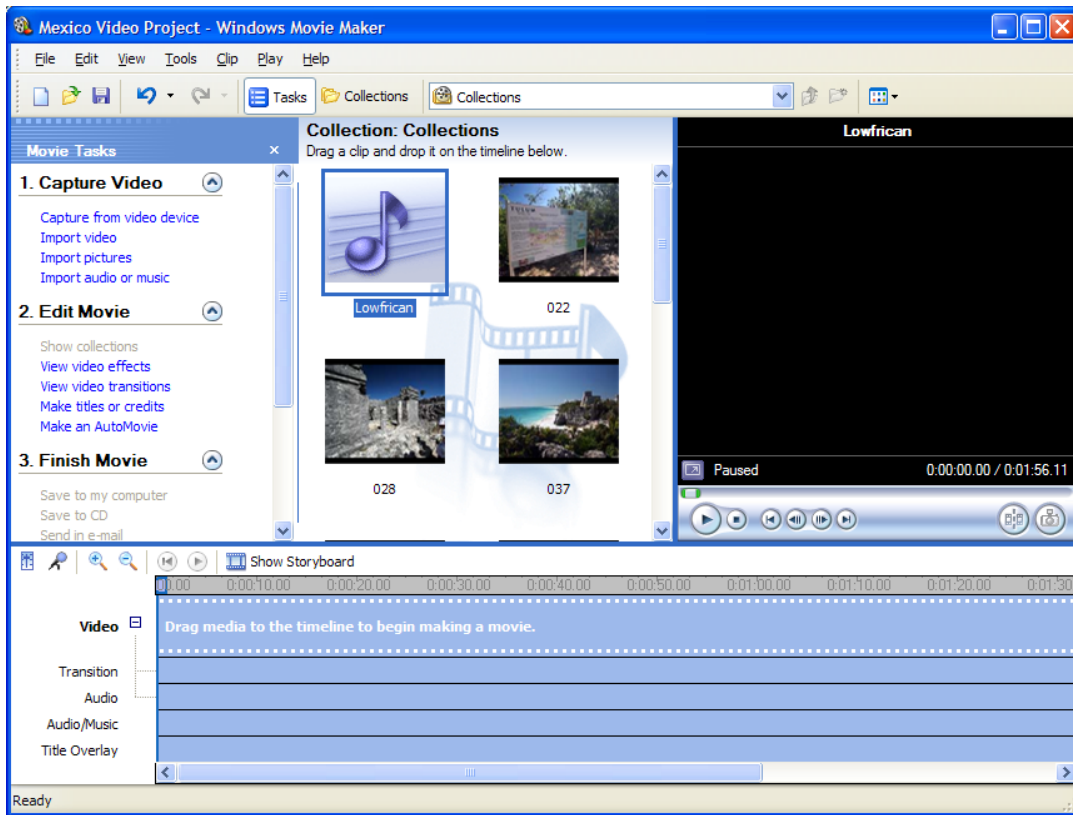 Mexico Video Project - Windows Movie Maker
File Edit View Tools Clip Play Help
Tasks Collections Collections
Movie Tasks
1. Capture Video
Capture from video device
Import video
Import pictures
Import audio or music
2. Edit Movie
Show collections
View video effects
View video transitions
Make titles or credits
Make an AutoMovie
3. Finish Movie
Save to my computer
Save to CD
Send in e-mail
Collection: Collections
Drag a clip and drop it on the timeline below.
Lowfrican
022
028
037
Lowfrican
Paused
0:00:00.00 / 0:01:56.11
Show Storyboard
0:00:10.00 0:00:20.00 0:00:30.00 0:00:40.00 0:00:50.00 0:01:00.00 0:01:10.00 0:01:20.00 0:01:30
Video
Drag media to the timeline to begin making a movie.
Transition
Audio
Audio/Music
Title Overlay
Ready